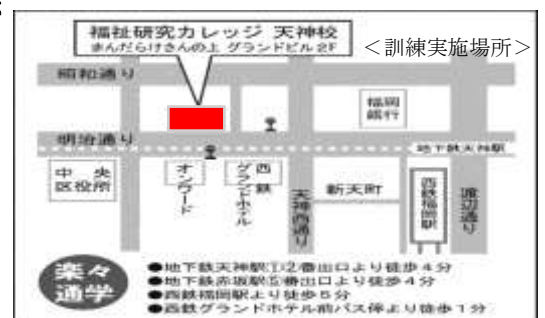 福祉研究カレッジ 天神校
まんだらけさんの上 グランドビル2F
＜訓練実施場所＞
昭和通り
福岡
銀行
明治通り
地下鉄天神駅
中央
区役所
オンワード
西鉄
グランドホテル
天神西通り
新天町
西鉄福岡駅
渡辺通り
楽々
通学
●地下鉄天神駅①②番出口より徒歩4分
●地下鉄赤坂駅⑤番出口より徒歩4分
●西鉄福岡駅より徒歩5分
●西鉄グランドホテル前バス停より徒歩1分